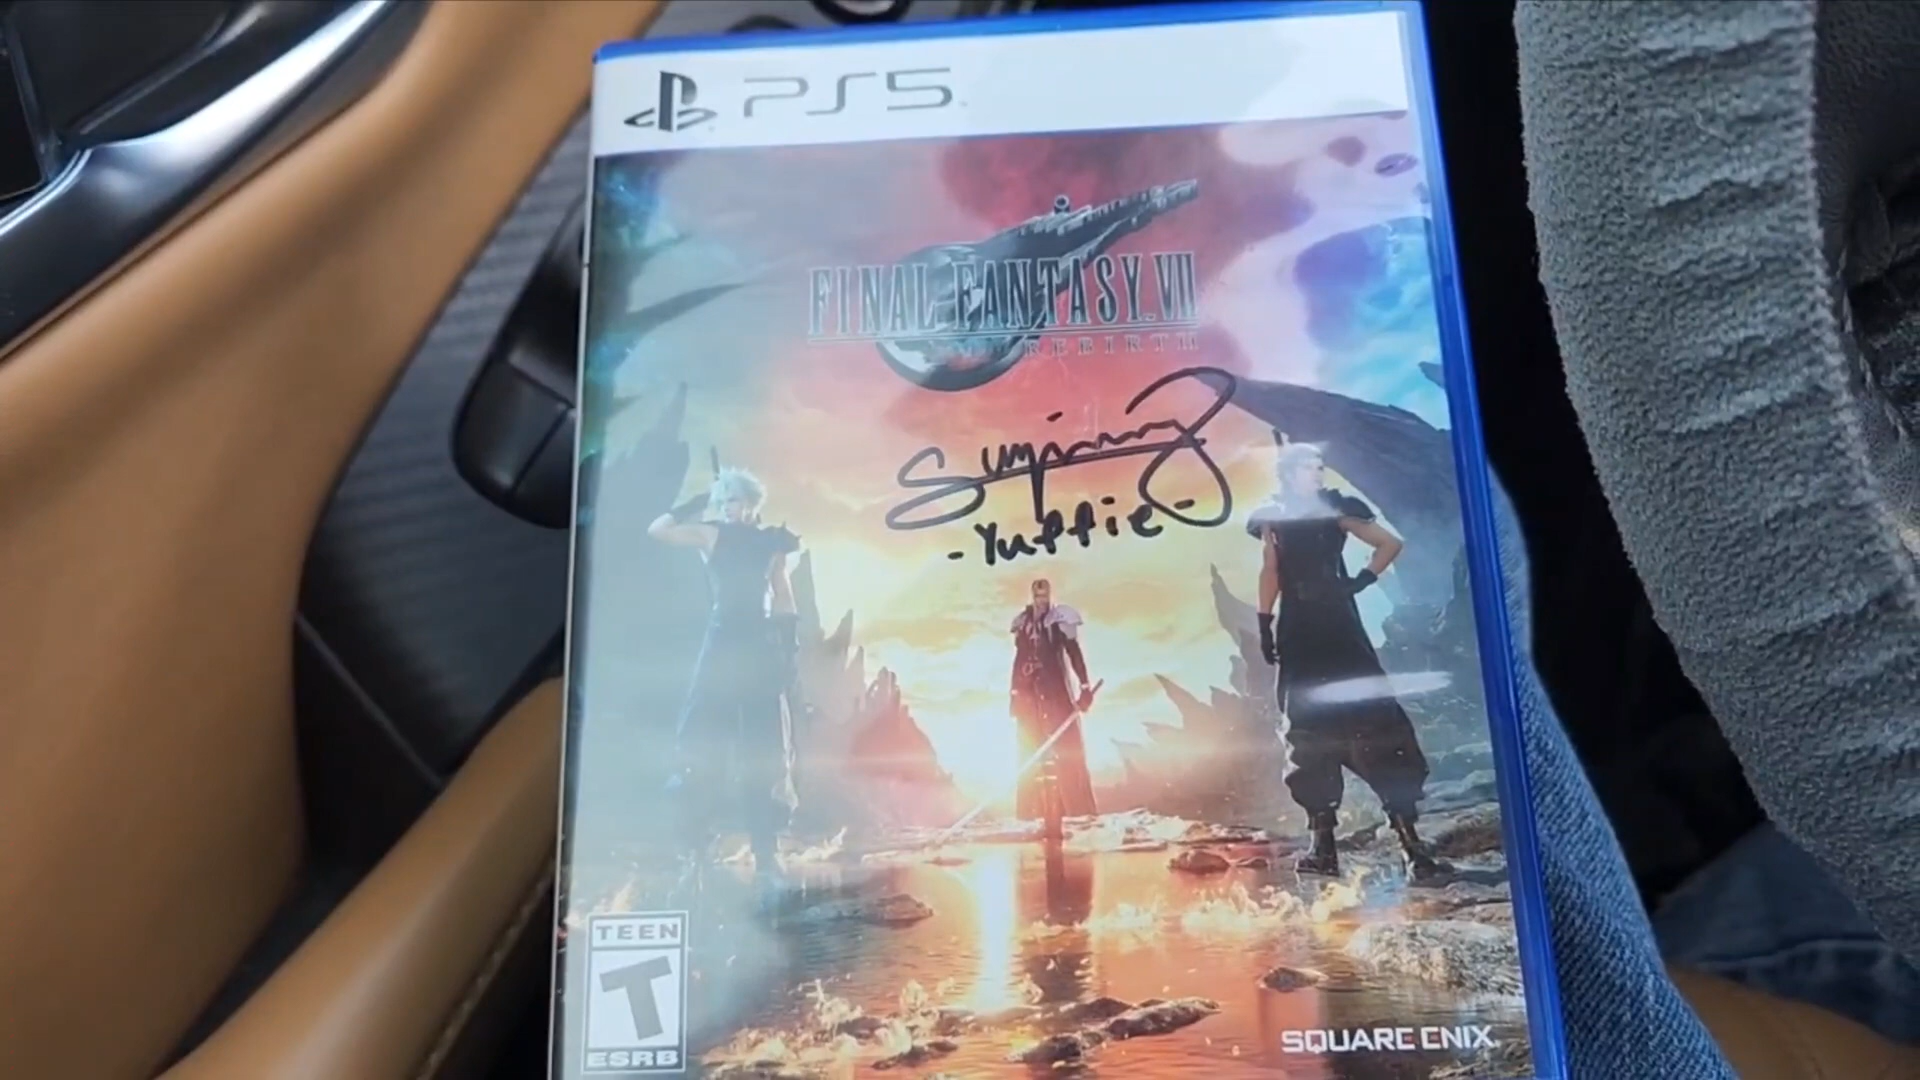 PS5
FINAL FANTASY VII
REBIRTH
-Yuffie-
TEEN
T
ESRB
SQUARE ENIX